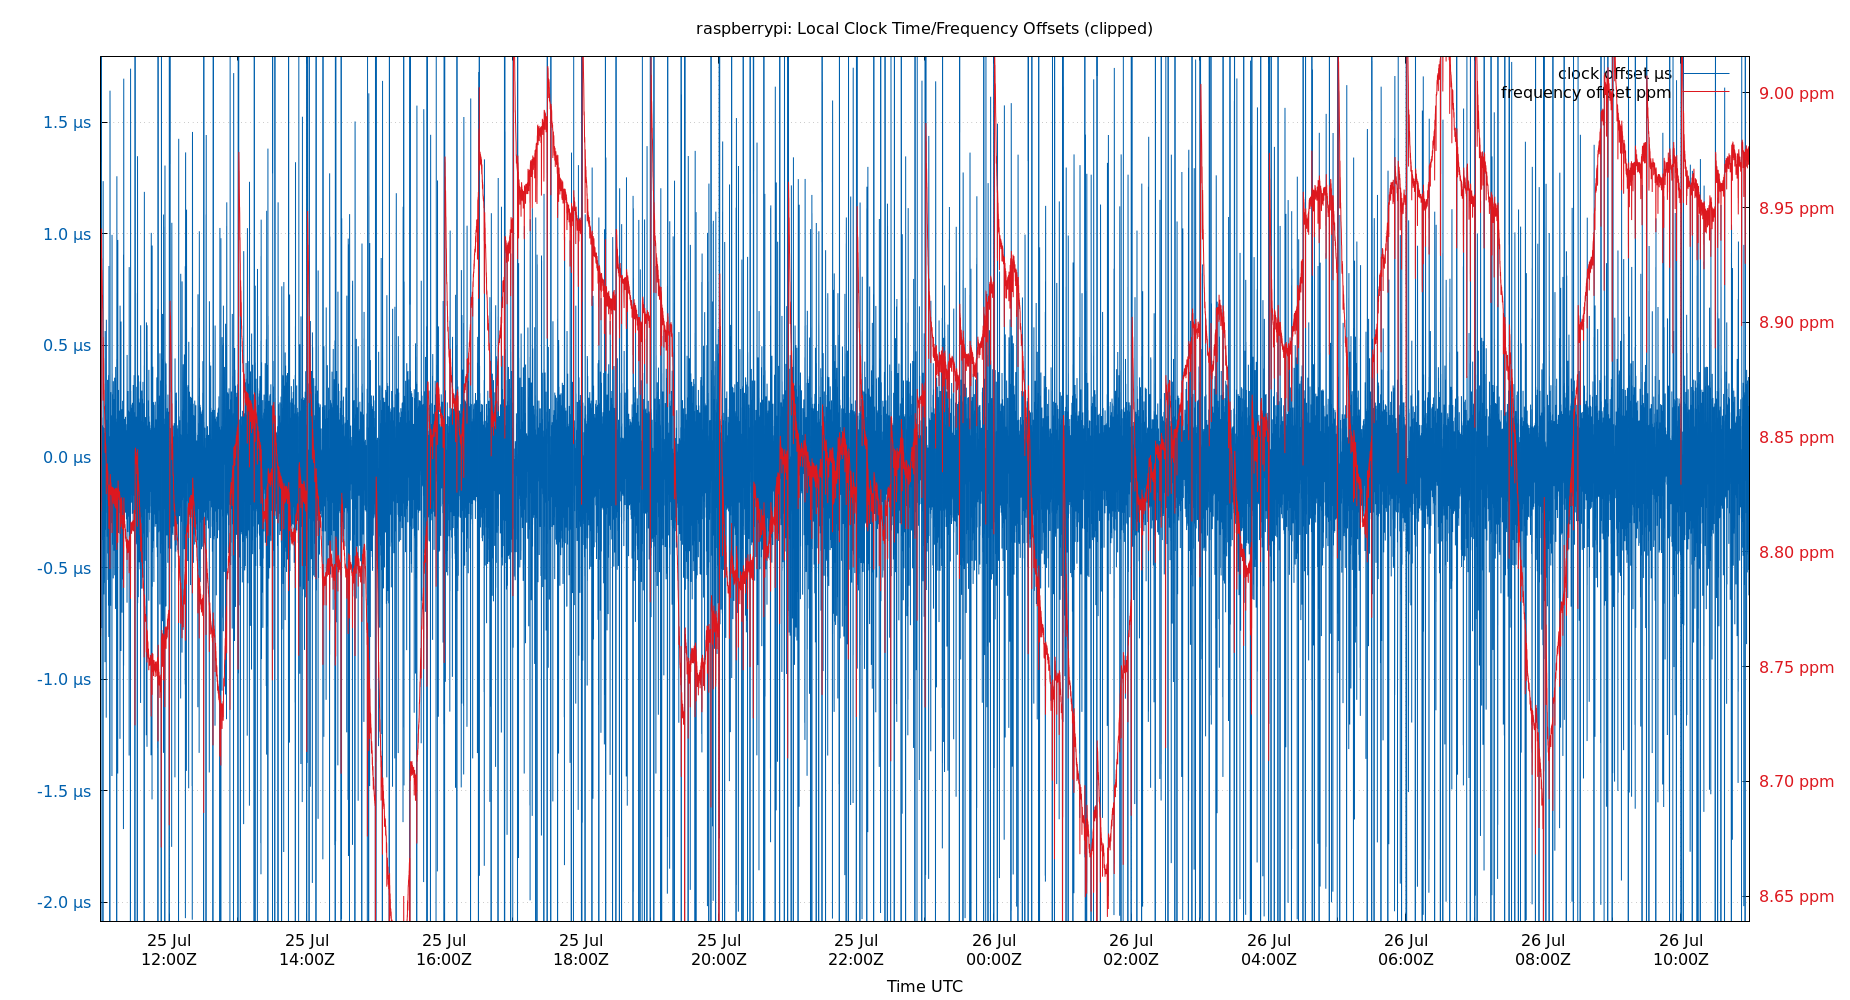 raspberrypi: Local Clock Time/Frequency Offsets (clipped)
clock offset µs
frequency offset ppm
1.5 µs
1.0 µs
0.5 µs
0.0 µs
-0.5 µs
-1.0 µs
-1.5 µs
-2.0 µs
9.00 ppm
8.95 ppm
8.90 ppm
8.85 ppm
8.80 ppm
8.75 ppm
8.70 ppm
8.65 ppm
25 Jul 25 Jul 25 Jul 25 Jul 25 Jul 25 Jul 26 Jul 26 Jul 26 Jul 26 Jul 26 Jul 26 Jul
12:00Z 14:00Z 16:00Z 18:00Z 20:00Z 22:00Z 00:00Z 02:00Z 04:00Z 06:00Z 08:00Z 10:00Z
Time UTC